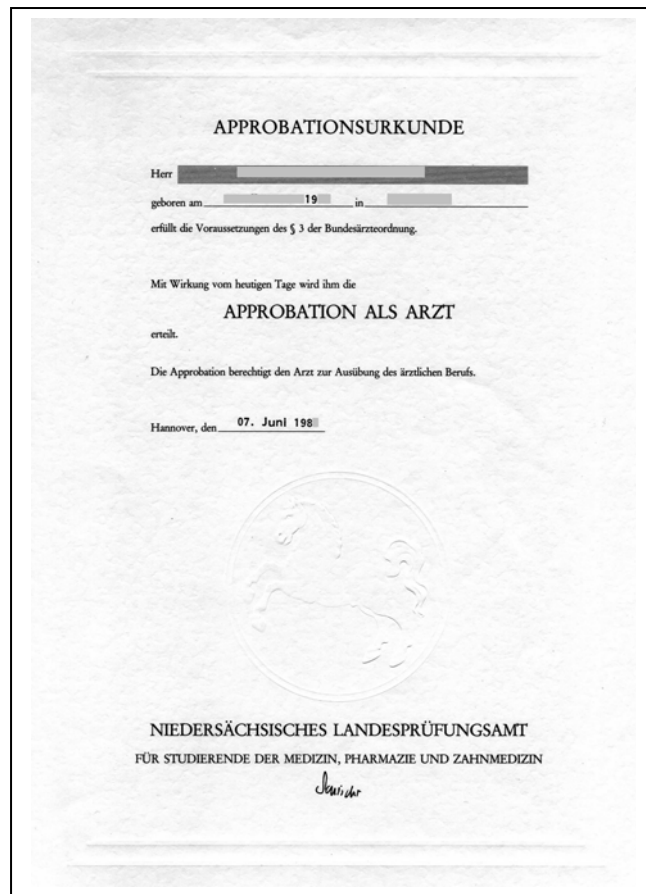 APPROBATIONSURKUNDE
Herr
geboren am 19 in
erfüllt die Voraussetzungen des § 3 der Bundesärzteordnung.
Mit Wirkung vom heutigen Tage wird ihm die
APPROBATION ALS ARZT
erteilt.
Die Approbation berechtigt den Arzt zur Ausübung des ärztlichen Berufs.
Hannover, den 07. Juni 198
NIEDERSÄCHSISCHES LANDESPRÜFUNGSAMT
FÜR STUDIERENDE DER MEDIZIN, PHARMAZIE UND ZAHNMEDIZIN